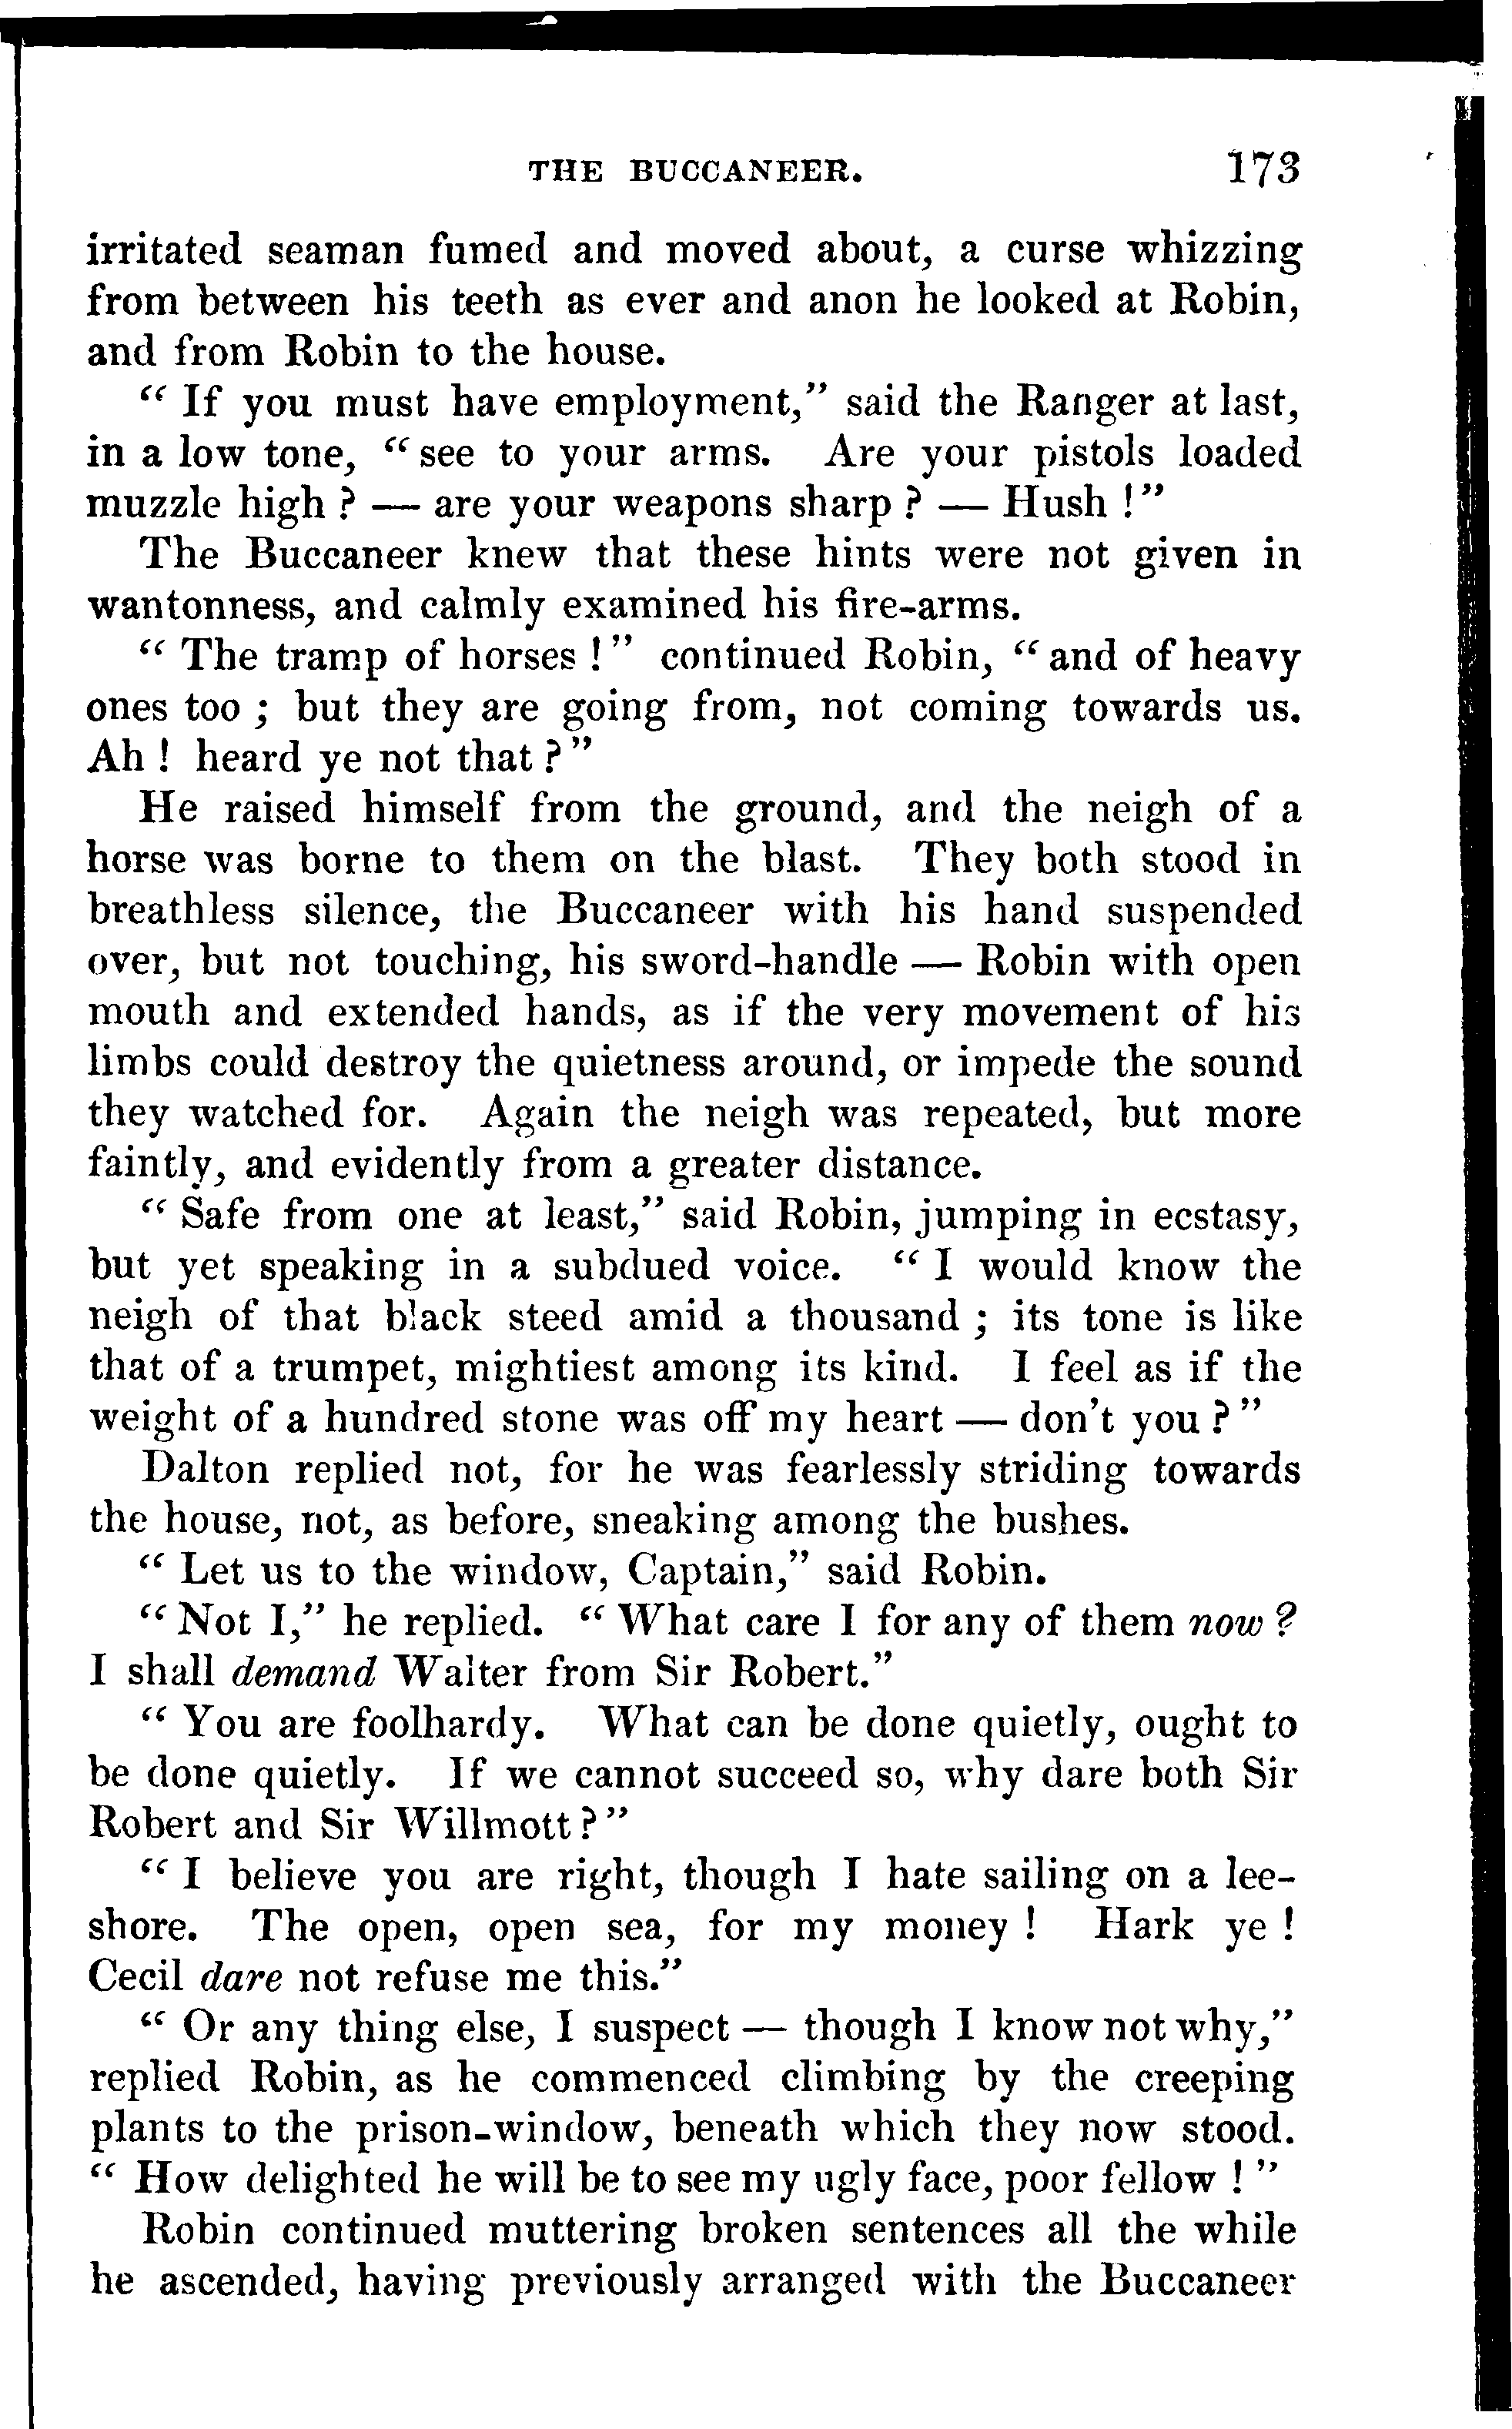 THE BUCCANEER. 173
irritated seaman fumed and moved about, a curse whizzing
from between his teeth as ever and anon he looked at Robin,
and from Robin to the house.
“ If you must have employment,” said the Ranger at last,
in a low tone, “ see to your arms. Are your pistols loaded
muzzle high ? — are your weapons sharp ? — Hush !”
The Buccaneer knew that these hints were not given in
wantonness, and calmly examined his fire-arms.
“ The tramp of horses !” continued Robin, “ and of heavy
ones too ; but they are going from, not coming towards us.
Ah ! heard ye not that ?”
He raised himself from the ground, and the neigh of a
horse was borne to them on the blast. They both stood in
breathless silence, the Buccaneer with his hand suspended
over, but not touching, his sword-handle — Robin with open
mouth and extended hands, as if the very movement of his
limbs could destroy the quietness around, or impede the sound
they watched for. Again the neigh was repeated, but more
faintly, and evidently from a greater distance.
“ Safe from one at least,” said Robin, jumping in ecstasy,
but yet speaking in a subdued voice. “ I would know the
neigh of that black steed amid a thousand ; its tone is like
that of a trumpet, mightiest among its kind. I feel as if the
weight of a hundred stone was off my heart — don't you ?”
Dalton replied not, for he was fearlessly striding towards
the house, not, as before, sneaking among the bushes.
“ Let us to the window, Captain,” said Robin.
“ Not I,” he replied. “ What care I for any of them now ?
I shall demand Walter from Sir Robert.”
“ You are foolhardy. What can be done quietly, ought to
be done quietly. If we cannot succeed so, why dare both Sir
Robert and Sir Willmott ?”
“ I believe you are right, though I hate sailing on a lee-
shore. The open, open sea, for my money ! Hark ye !
Cecil dare not refuse me this.”
“ Or any thing else, I suspect — though I know not why,”
replied Robin, as he commenced climbing by the creeping
plants to the prison-window, beneath which they now stood.
“ How delighted he will be to see my ugly face, poor fellow ! ”
Robin continued muttering broken sentences all the while
he ascended, having previously arranged with the Buccaneer